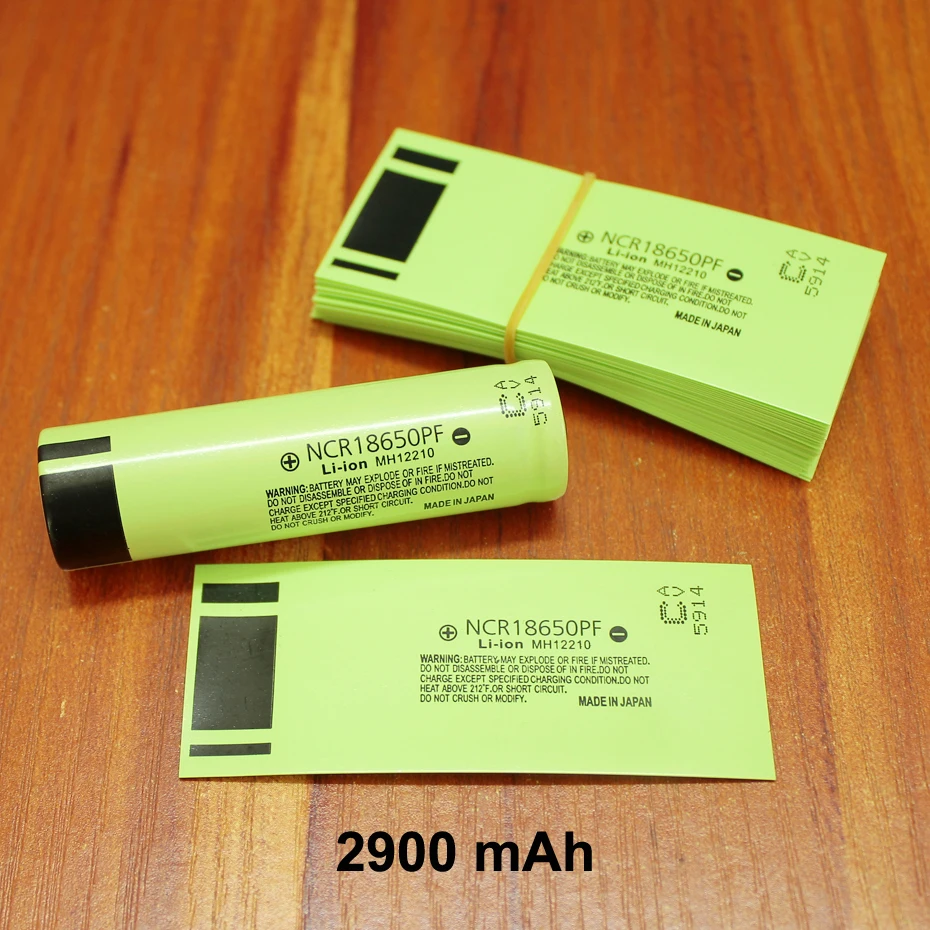 ⊕ NCR18650PF ⊖
Li-ion MH12210
BATTERY MAY EXPLODE OR FIRE IF MISTREATED.
DO NOT DISASSEMBLE OR DISPOSE OF IN FIRE.DO NOT
CHARGE EXCEPT SPECIFIED CHARGING CONDITION.DO NOT
OR SHORT CIRCUIT.
NOT CRUSH OR MODIFY.
MADE IN JAPAN
5914
⊕ NCR18650PF ⊖
Li-ion MH12210
WARNING:BATTERY MAY EXPLODE OR FIRE IF MISTREATED.
DO NOT DISASSEMBLE OR DISPOSE OF IN FIRE.DO NOT
CHARGE EXCEPT SPECIFIED CHARGING CONDITION.DO NOT
HEAT ABOVE 212°F.OR SHORT CIRCUIT.
DO NOT CRUSH OR MODIFY.
MADE IN JAPAN
5914
⊕ NCR18650PF ⊖
Li-ion MH12210
WARNING:BATTERY MAY EXPLODE OR FIRE IF MISTREATED.
DO NOT DISASSEMBLE OR DISPOSE OF IN FIRE.DO NOT
CHARGE EXCEPT SPECIFIED CHARGING CONDITION.DO NOT
HEAT ABOVE 212°F.OR SHORT CIRCUIT.
DO NOT CRUSH OR MODIFY.
MADE IN JAPAN
5914
2900 mAh